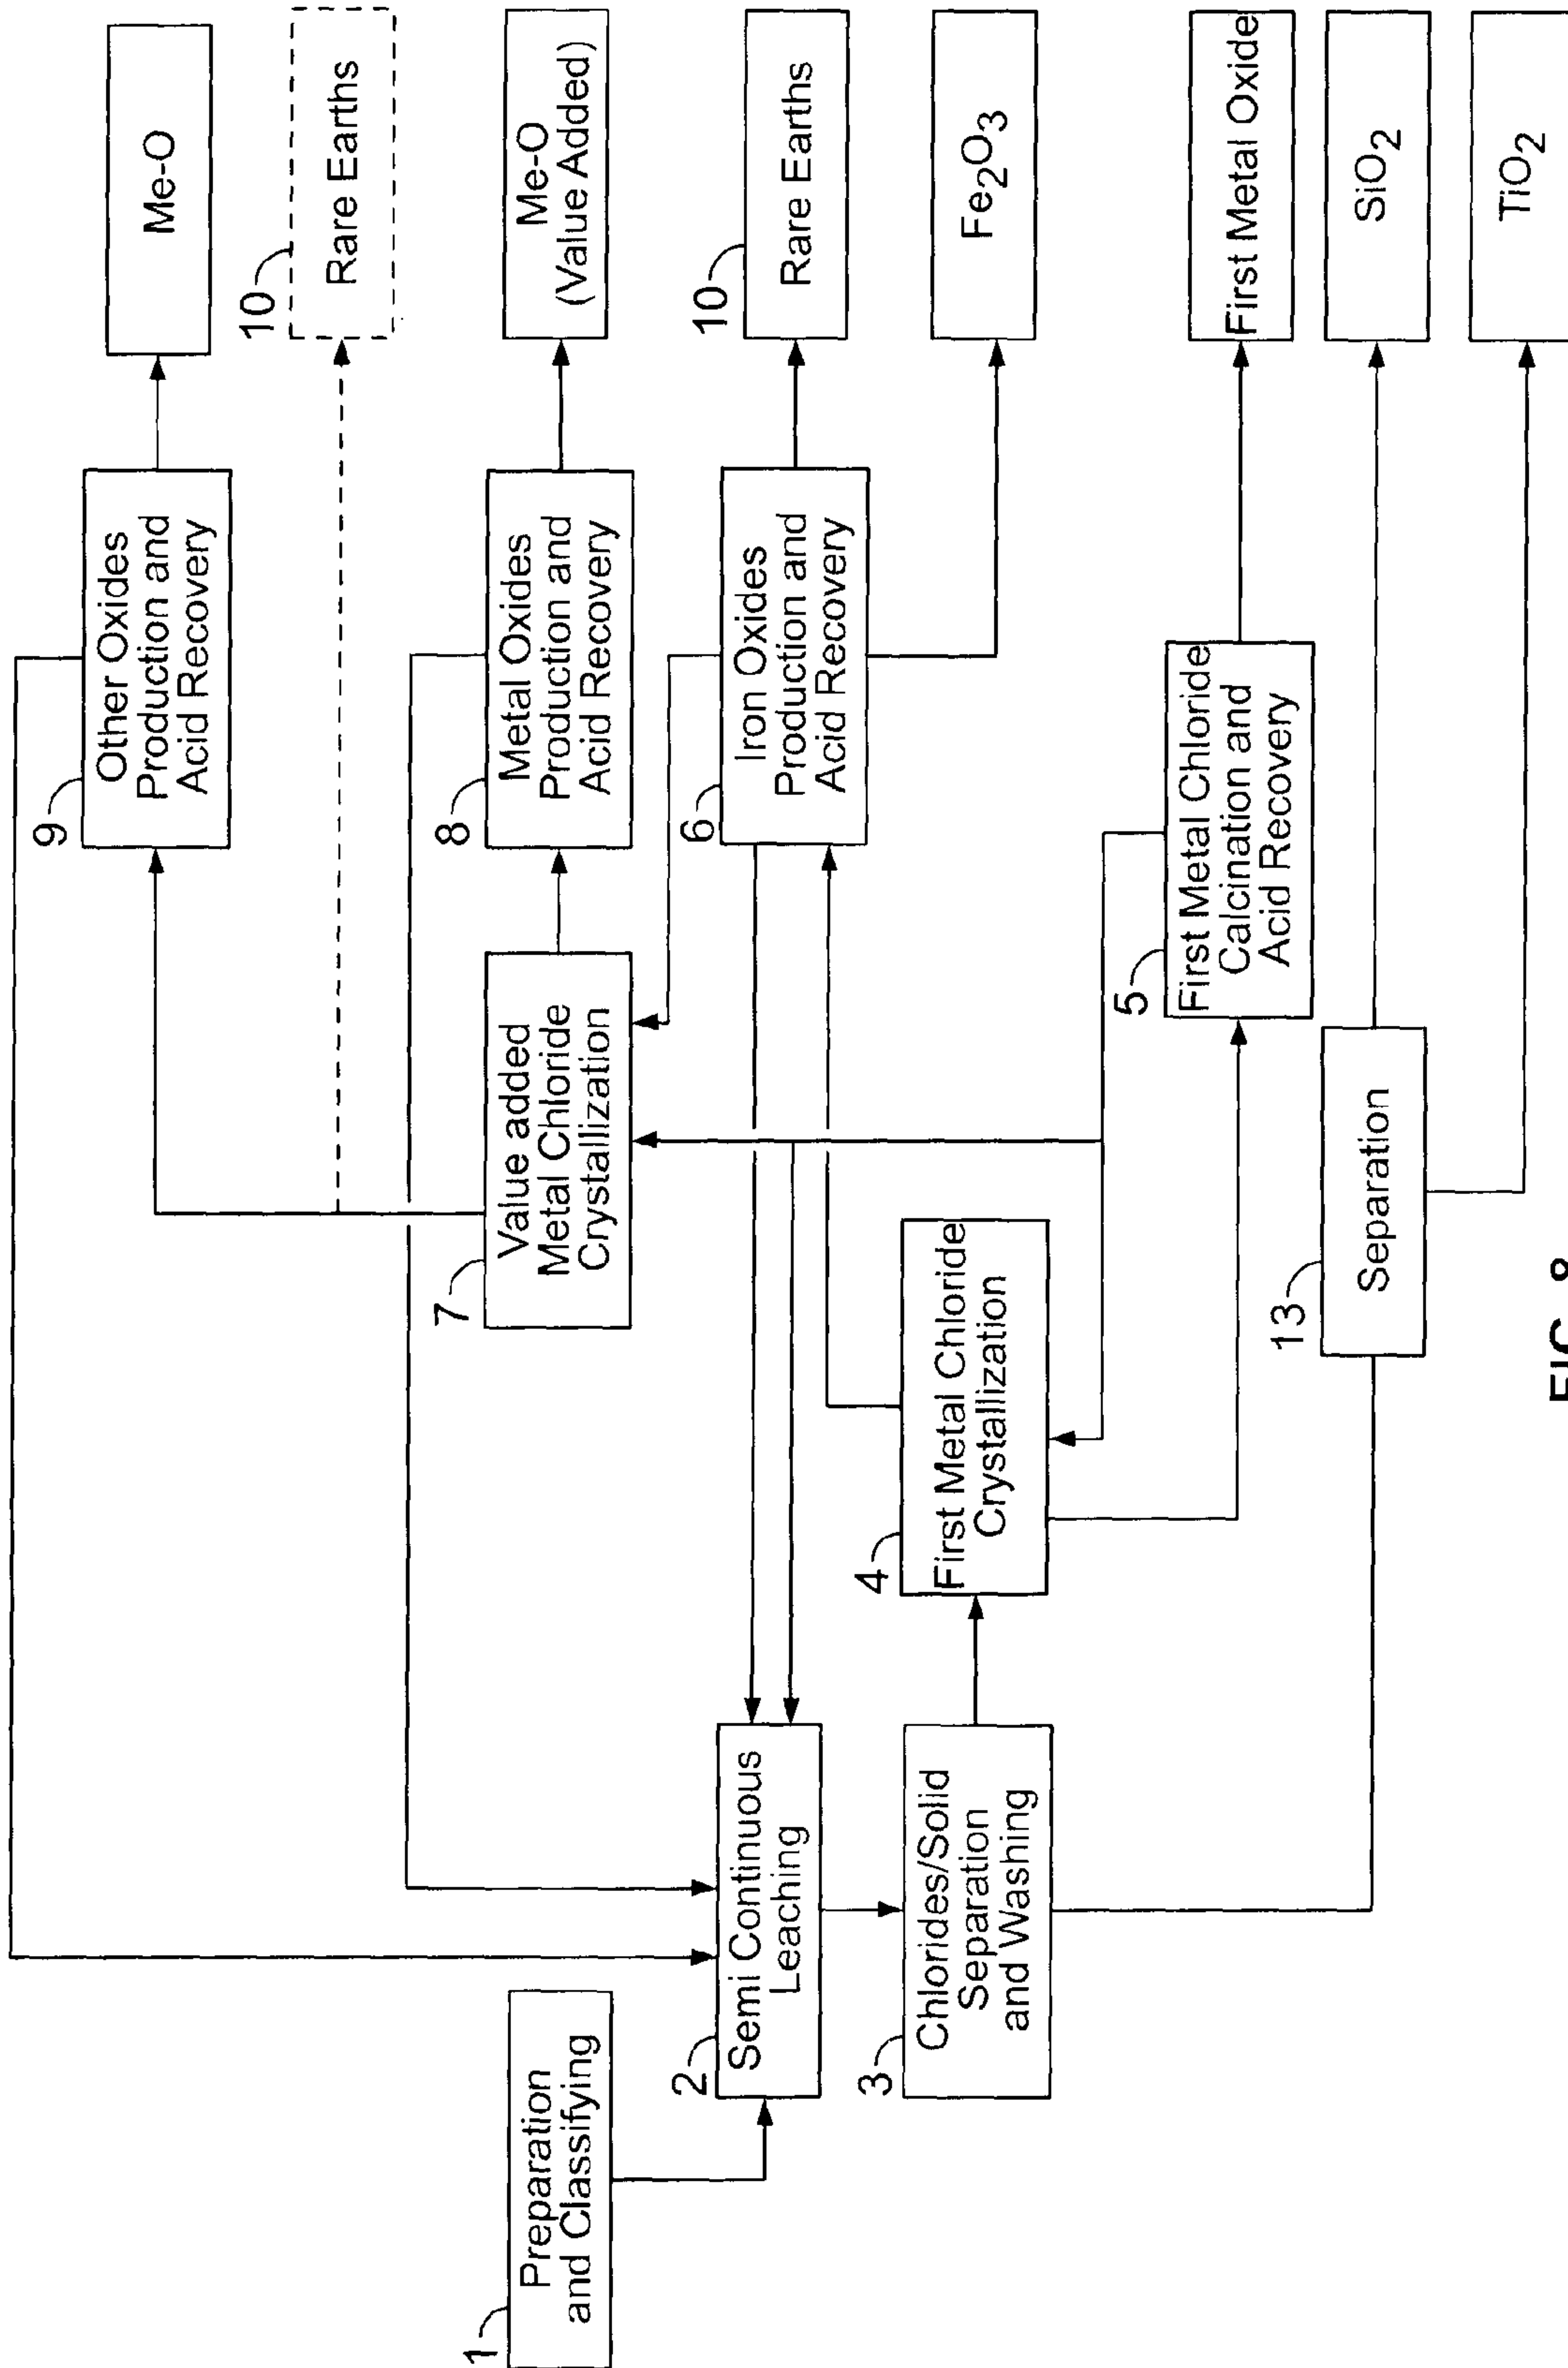 1
Preparation
and Classifying
2
Semi Continuous
Leaching
3
Chlorides/Solid
Separation
and Washing
4
First Metal Chloride
Crystallization
5
First Metal Chloride
Calcination and
Acid Recovery
6
Iron Oxides
Production and
Acid Recovery
7
Value added
Metal Chloride
Crystallization
8
Metal Oxides
Production and
Acid Recovery
9
Other Oxides
Production and
Acid Recovery
13
Separation
Me-O
10
Rare Earths
Me-O
(Value Added)
10
Rare Earths
Fe2O3
First Metal Oxide
SiO2
TiO2
FIG. 8